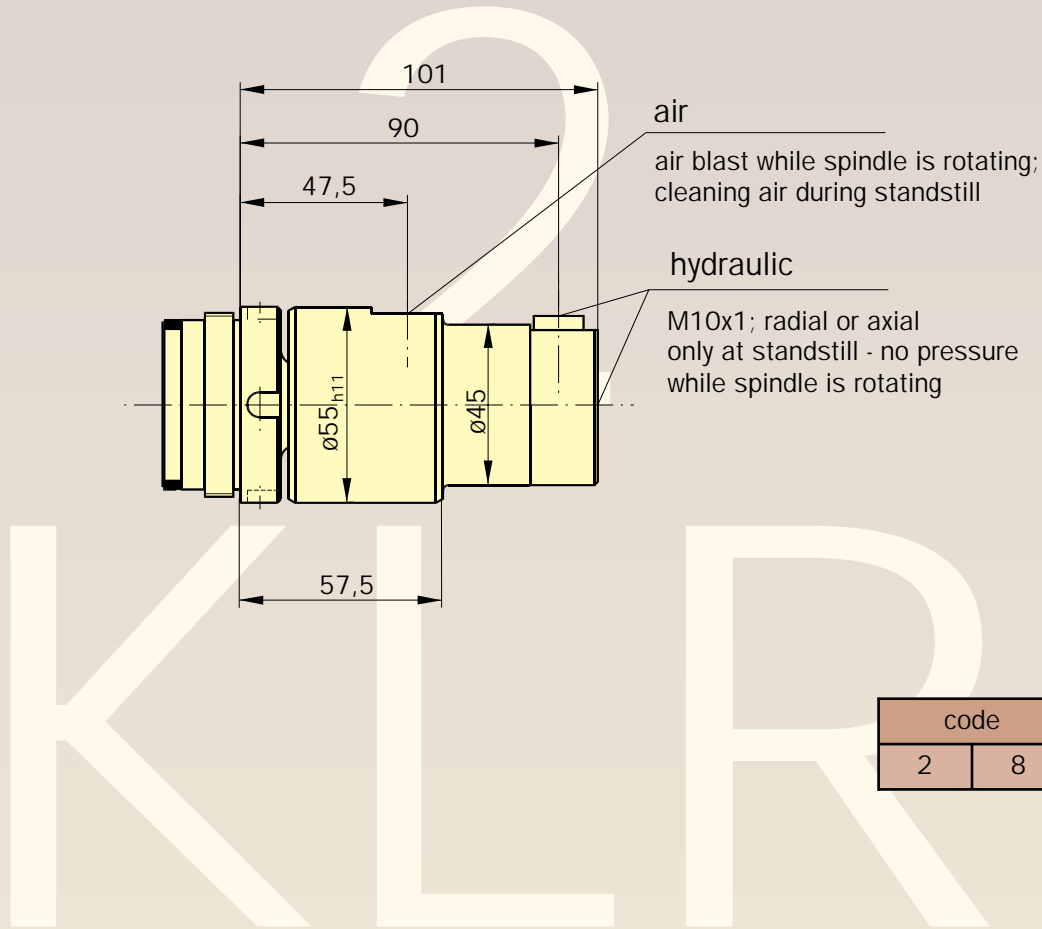 2
101
air
90
air blast while spindle is rotating;
cleaning air during standstill
47,5
hydraulic
M10x1; radial or axial
only at standstill - no pressure
while spindle is rotating
ø55h11
ø45
57,5
KLR
code
2 8